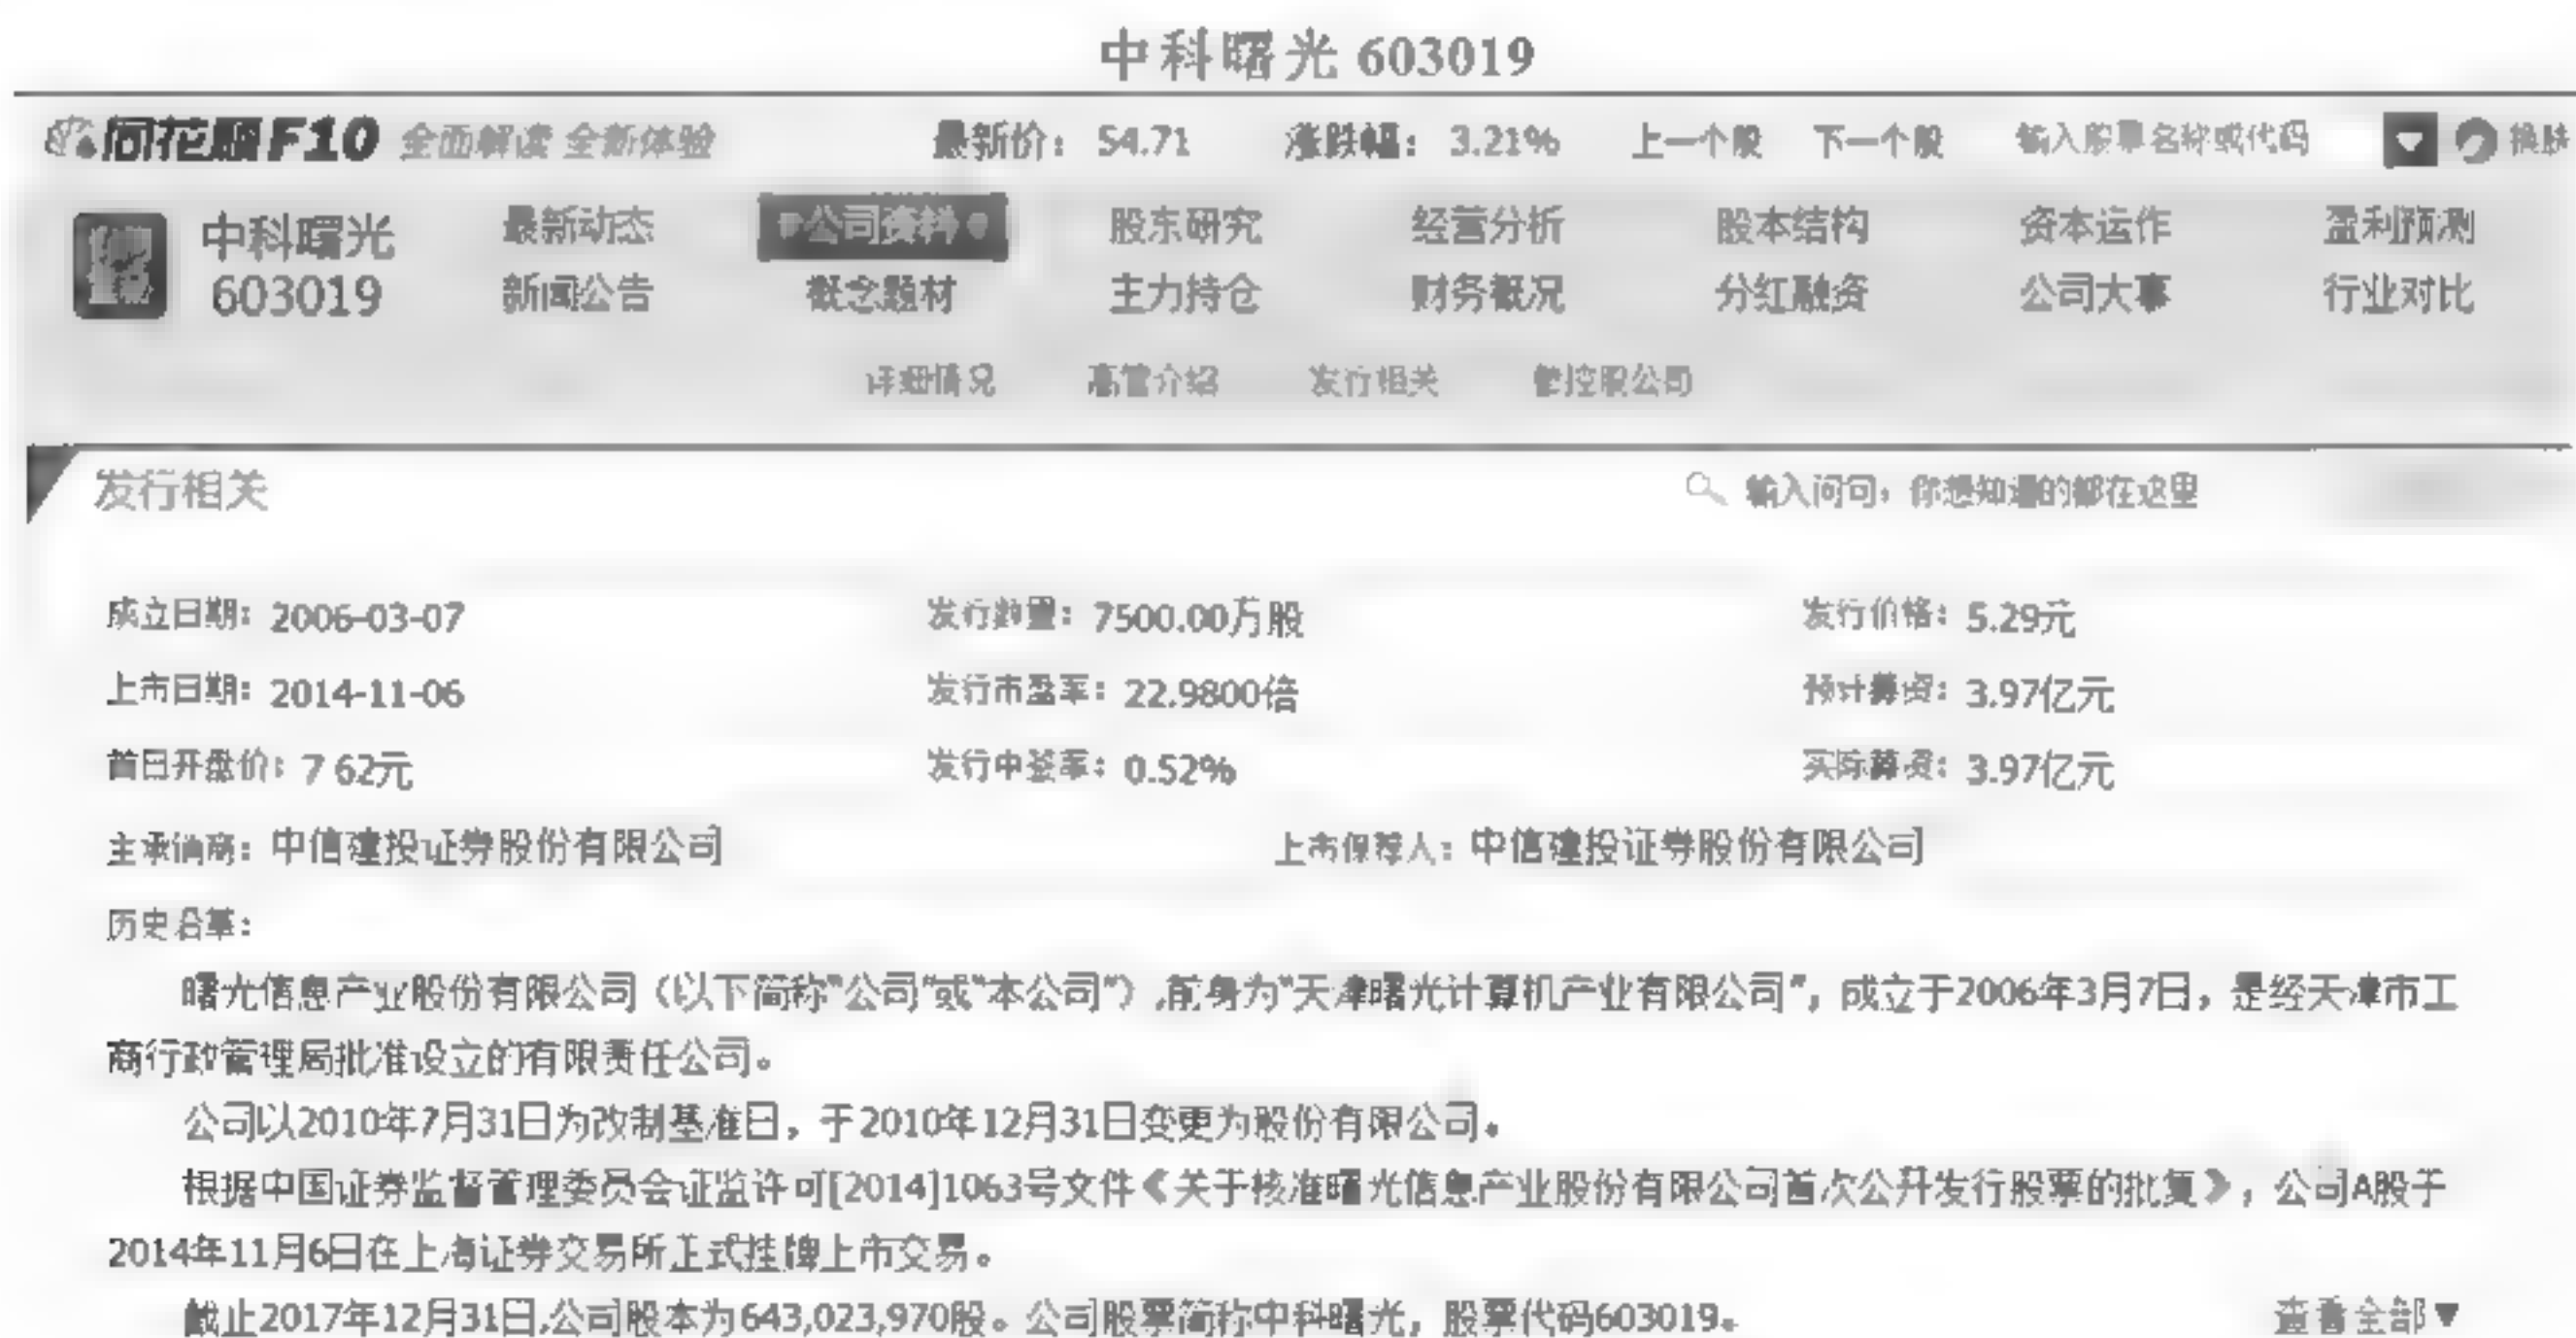 中科曙光 603019
同花顺F10 全面解读 全新体验 最新价： 54.71 涨跌幅： 3.21% 上一个股 下一个股 输入股票名称或代码 换肤
中科曙光 最新动态 公司资料 股东研究 经营分析 股本结构 资本运作 盈利预测
603019 新闻公告 概念题材 主力持仓 财务概况 分红融资 公司大事 行业对比
详细情况 高管介绍 发行相关 参控股公司
发行相关 输入问句，你想知道的都在这里
成立日期：2006-03-07 发行数量：7500.00万股 发行价格：5.29元
上市日期：2014-11-06 发行市盈率：22.9800倍 预计募资：3.97亿元
首日开盘价：7 62元 发行中签率：0.52% 实际募资：3.97亿元
主承销商：中信建投证券股份有限公司 上市保荐人：中信建投证券股份有限公司
历史沿革：
曙光信息产业股份有限公司（以下简称"公司"或"本公司"）,前身为"天津曙光计算机产业有限公司"，成立于2006年3月7日，是经天津市工
商行政管理局批准设立的有限责任公司。
公司以2010年7月31日为改制基准日，于2010年12月31日变更为股份有限公司。
根据中国证券监督管理委员会证监许可[2014]1063号文件《关于核准曙光信息产业股份有限公司首次公开发行股票的批复》，公司A股于
2014年11月6日在上海证券交易所正式挂牌上市交易。
截止2017年12月31日,公司股本为643,023,970股。公司股票简称中科曙光，股票代码603019。 查看全部▼